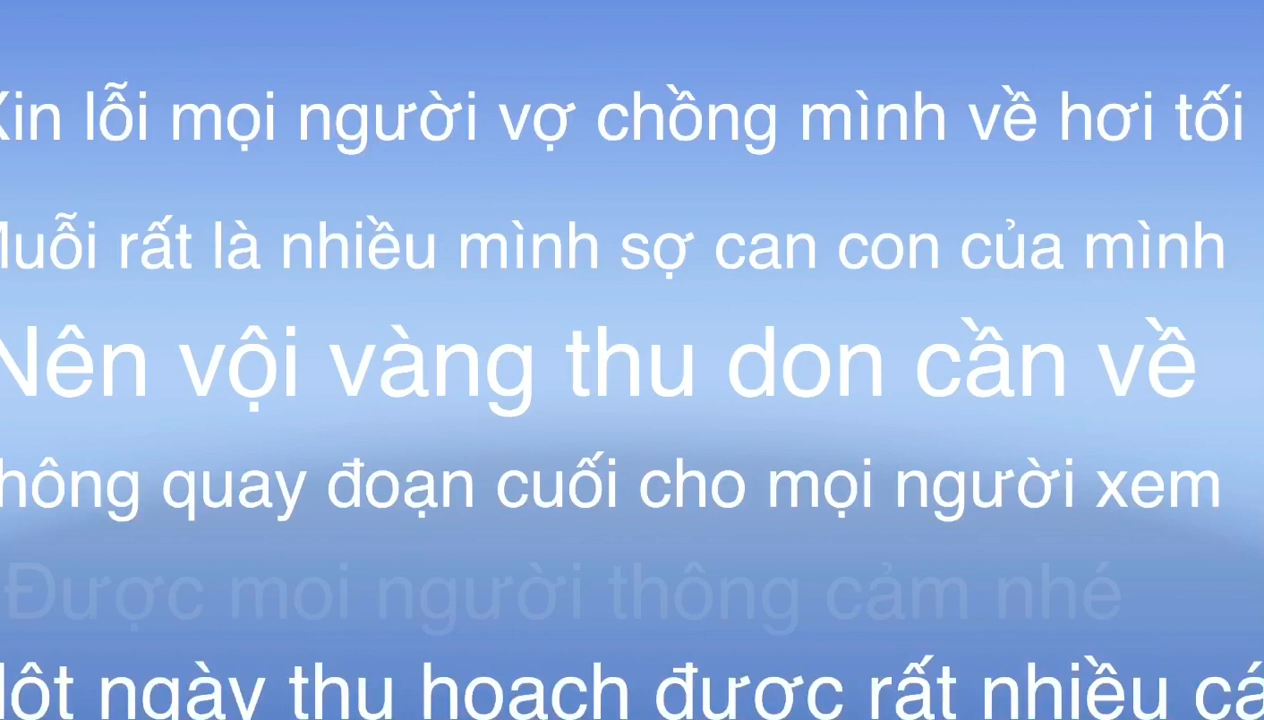 Xin lỗi mọi người vợ chồng mình về hơi tối
Muỗi rất là nhiều mình sợ can con của mình
Nên vội vàng thu don cần về
hông quay đoạn cuối cho mọi người xem
Được moi người thông cảm nhé
ột ngày thu hoạch được rất nhiều cá